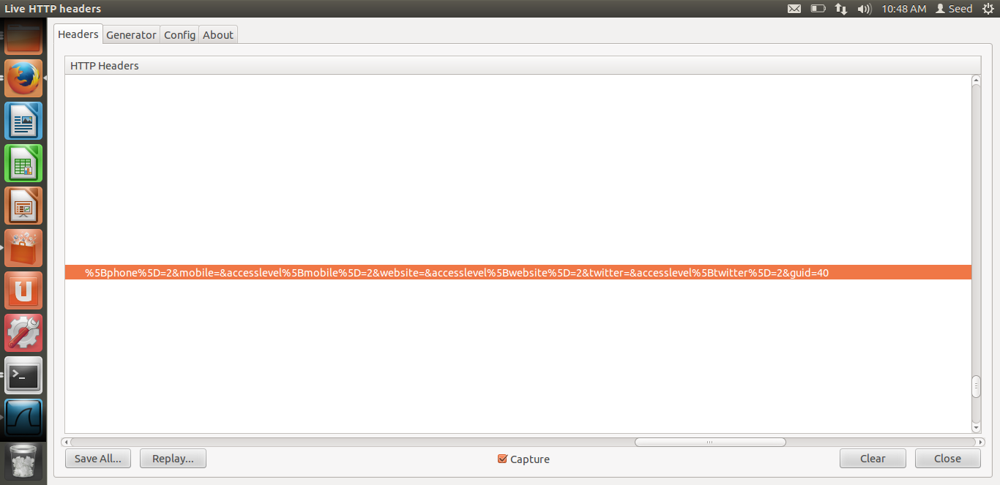 Live HTTP headers
10:48 AM
Seed
Headers
Generator
Config
About
HTTP Headers
%5Bphone%5D=2&mobile=&accesslevel%5Bmobile%5D=2&website=&accesslevel%5Bwebsite%5D=2&twitter=&accesslevel%5Btwitter%5D=2&guid=40
Save All...
Replay...
Capture
Clear
Close